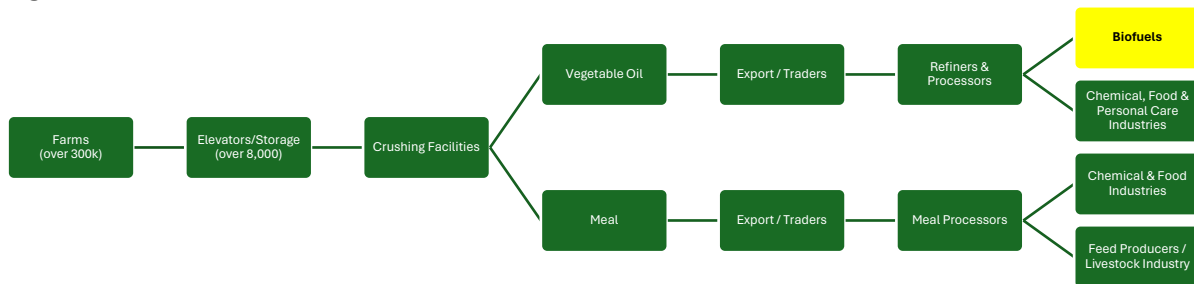 Biofuels
Vegetable Oil
Export / Traders
Refiners &
Processors
Chemical, Food &
Personal Care
Industries
Farms
(over 300k)
Elevators/Storage
(over 8,000)
Crushing Facilities
Chemical & Food
Industries
Meal
Export / Traders
Meal Processors
Feed Producers /
Livestock Industry